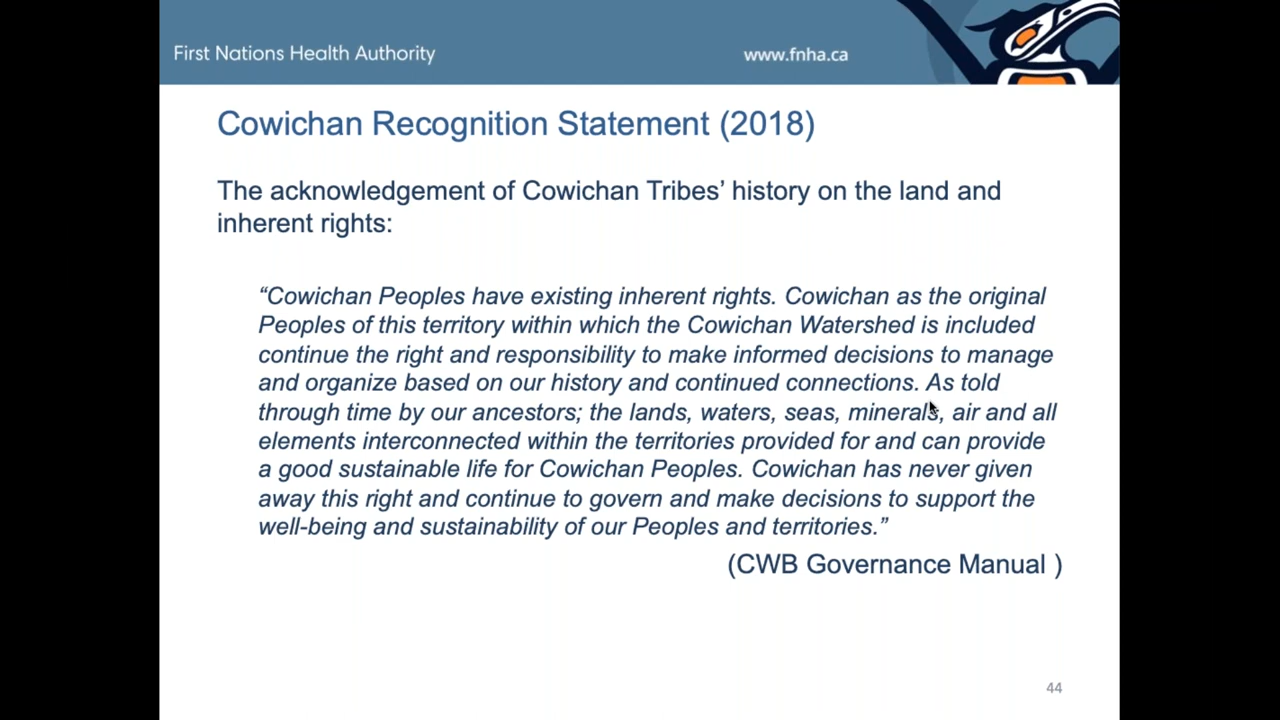 First Nations Health Authority
www.fnha.ca
Cowichan Recognition Statement (2018)
The acknowledgement of Cowichan Tribes’ history on the land and
inherent rights:
“Cowichan Peoples have existing inherent rights. Cowichan as the original
Peoples of this territory within which the Cowichan Watershed is included
continue the right and responsibility to make informed decisions to manage
and organize based on our history and continued connections. As told
through time by our ancestors; the lands, waters, seas, minerals, air and all
elements interconnected within the territories provided for and can provide
a good sustainable life for Cowichan Peoples. Cowichan has never given
away this right and continue to govern and make decisions to support the
well-being and sustainability of our Peoples and territories.”
(CWB Governance Manual )
44